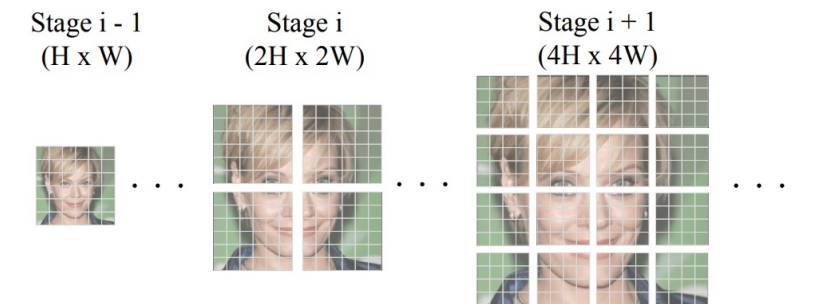 Stage i - 1
(H x W)
Stage i
(2H x 2W)
Stage i + 1
(4H x 4W)
. . .
. . .
. . .